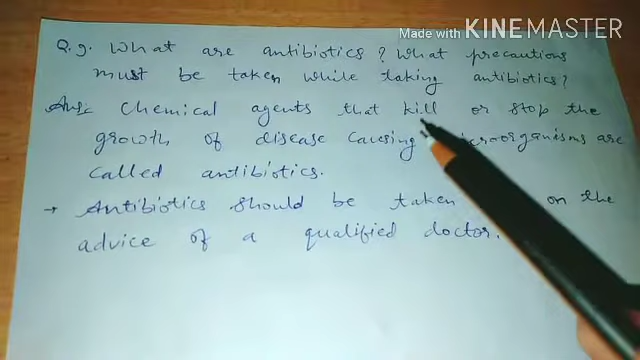 Made with KINEMASTER
Q.9. What are antibiotics? What precautions
must be taken while taking antibiotics?
Ans: Chemical agents that kill or stop the
growth of disease causing microorganisms are
called antibiotics.
→ Antibiotics should be taken on the
advice of a qualified doctor.